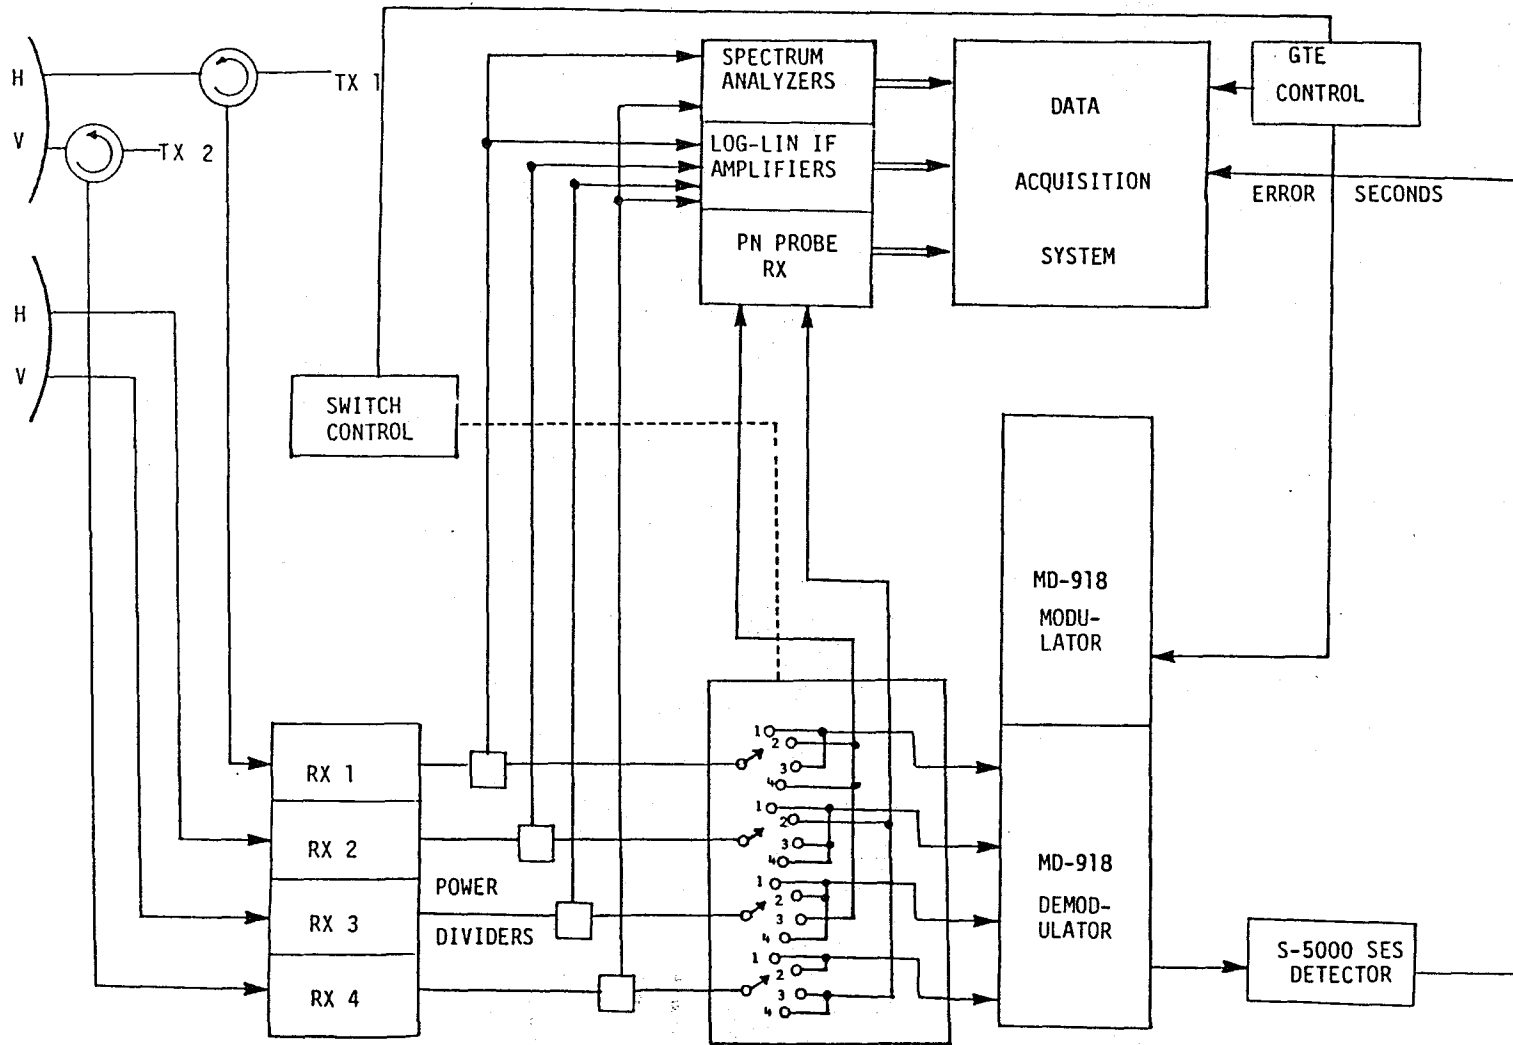 H
V
TX 1
TX 2
H
V
SPECTRUM
ANALYZERS
LOG-LIN IF
AMPLIFIERS
PN PROBE
RX
DATA
ACQUISITION
SYSTEM
GTE
CONTROL
ERROR SECONDS
SWITCH
CONTROL
MD-918
MODU-
LATOR
RX 1
RX 2
RX 3
RX 4
POWER
DIVIDERS
1
2
3
4
1
2
3
4
1
2
3
4
1
2
3
4
MD-918
DEMOD-
ULATOR
S-5000 SES
DETECTOR